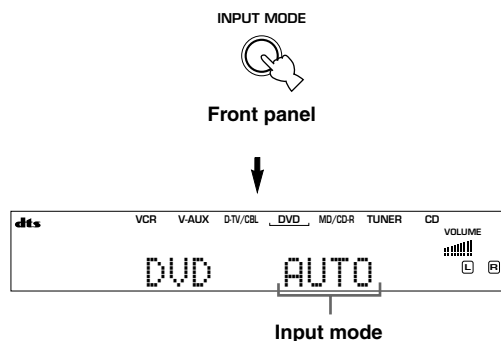 INPUT MODE
Front panel
dts VCR V-AUX D-TV/CBL DVD MD/CD-R TUNER CD
VOLUME
DVD AUTO L R
Input mode